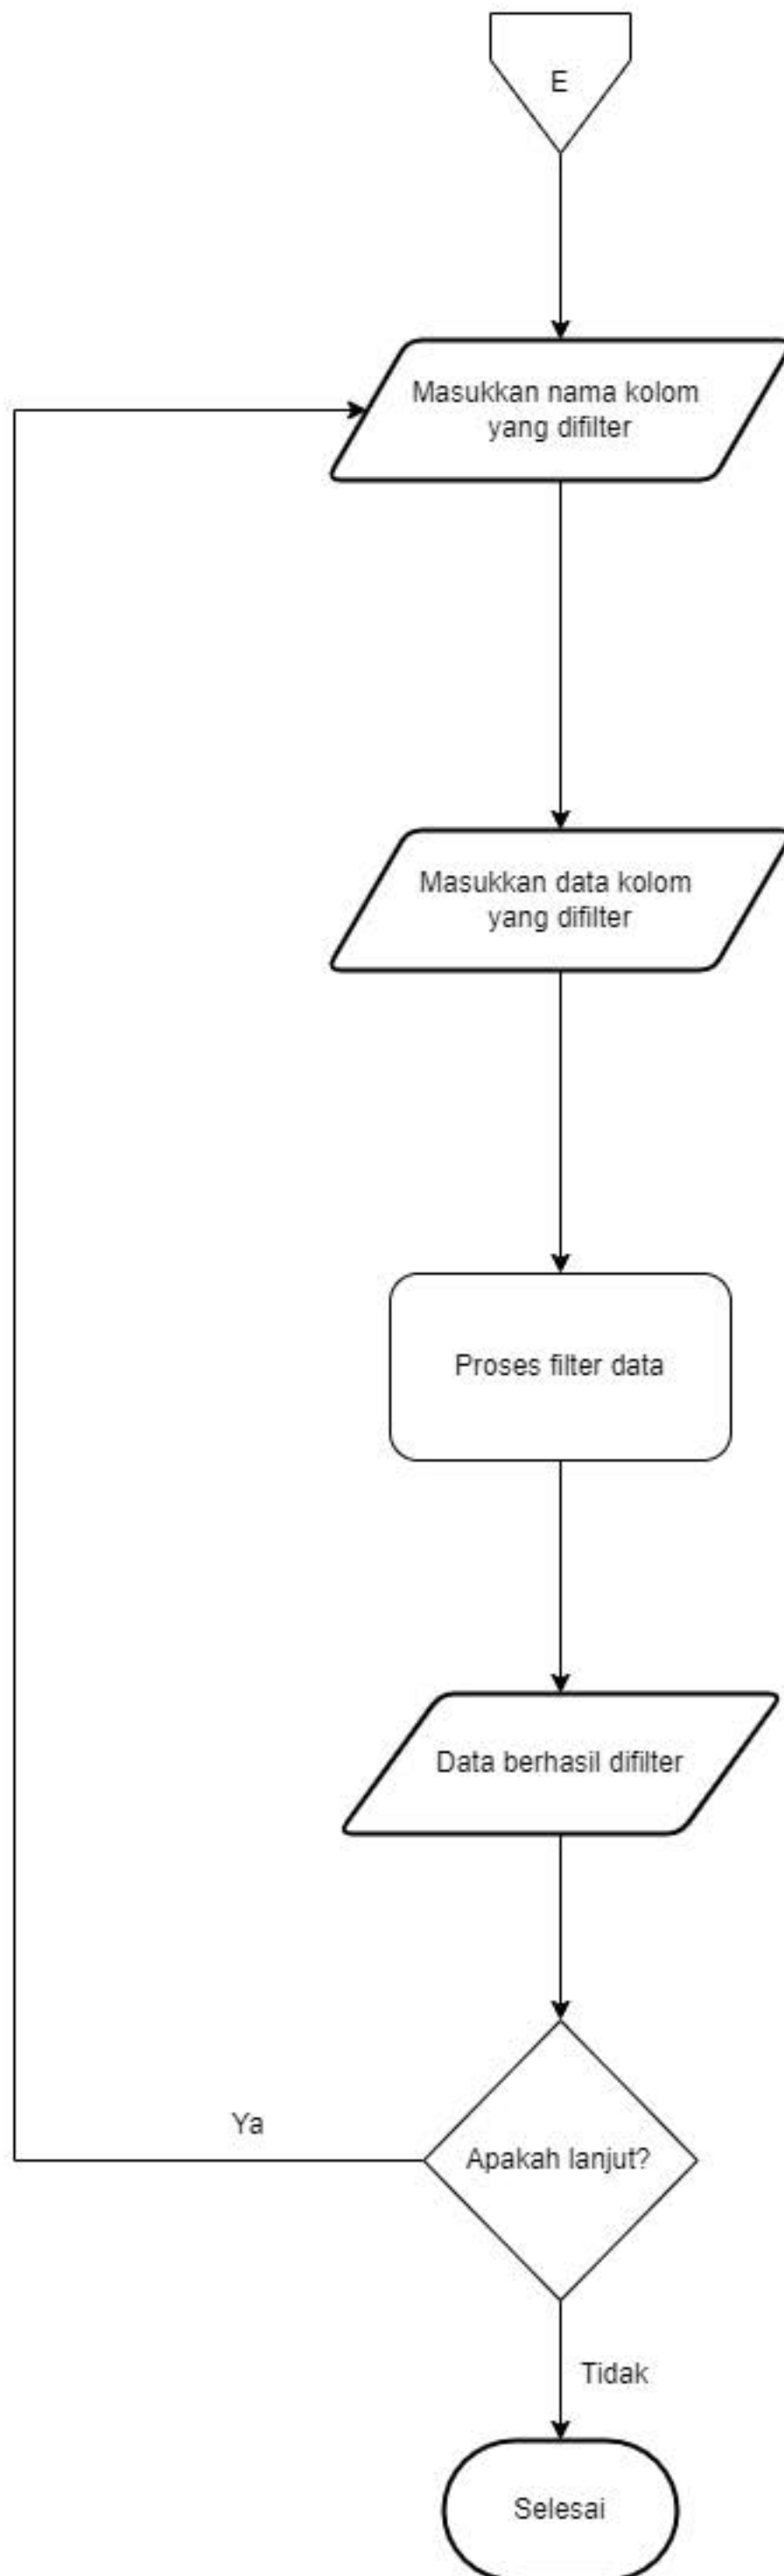 E
Masukkan nama kolom
yang difilter
Masukkan data kolom
yang difilter
Proses filter data
Data berhasil difilter
Ya
Apakah lanjut?
Tidak
Selesai